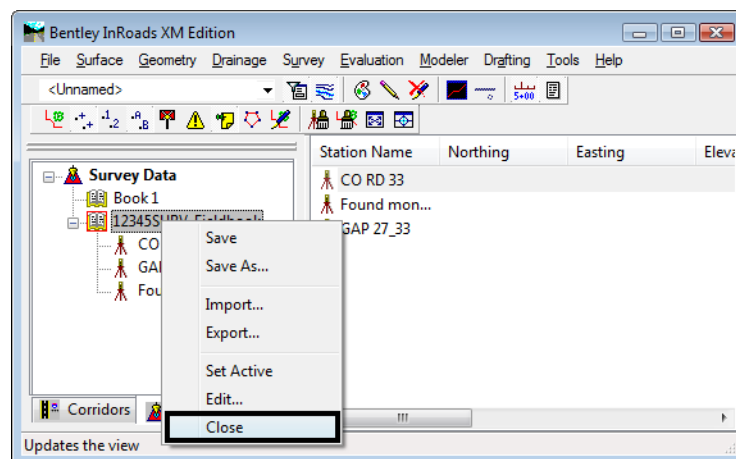 Bentley InRoads XM Edition
File Surface Geometry Drainage Survey Evaluation Modeler Drafting Tools Help
<Unnamed>
5+00
Station Name Northing Easting Eleva
Survey Data
Book 1
12345SURV_Fieldbook
CO
GAP
Fou
CO RD 33
Found mon...
GAP 27_33
Save
Save As...
Import...
Export...
Set Active
Edit...
Close
Corridors
Updates the view